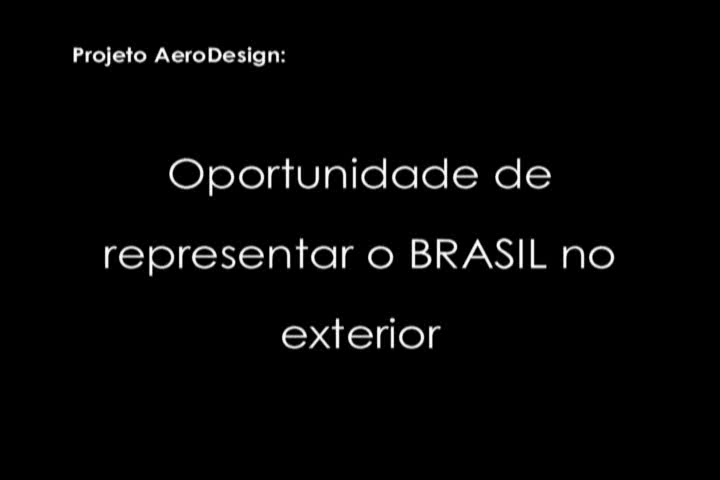 Projeto AeroDesign:
Oportunidade de
representar o BRASIL no
exterior